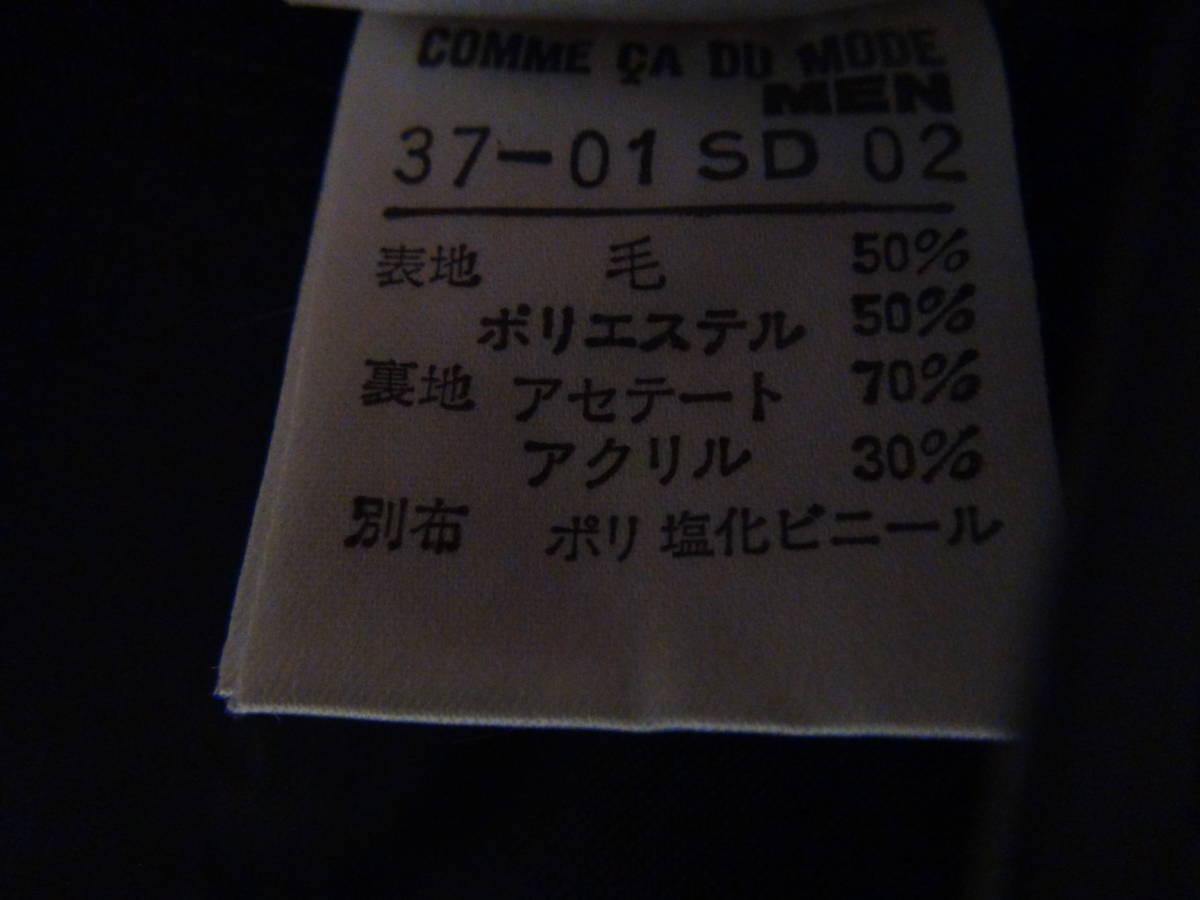 COMME ÇA DU MODE
MEN
37-01 SD 02
表地 毛 50%
ポリエステル 50%
裏地 アセテート 70%
アクリル 30%
別布 ポリ塩化ビニール